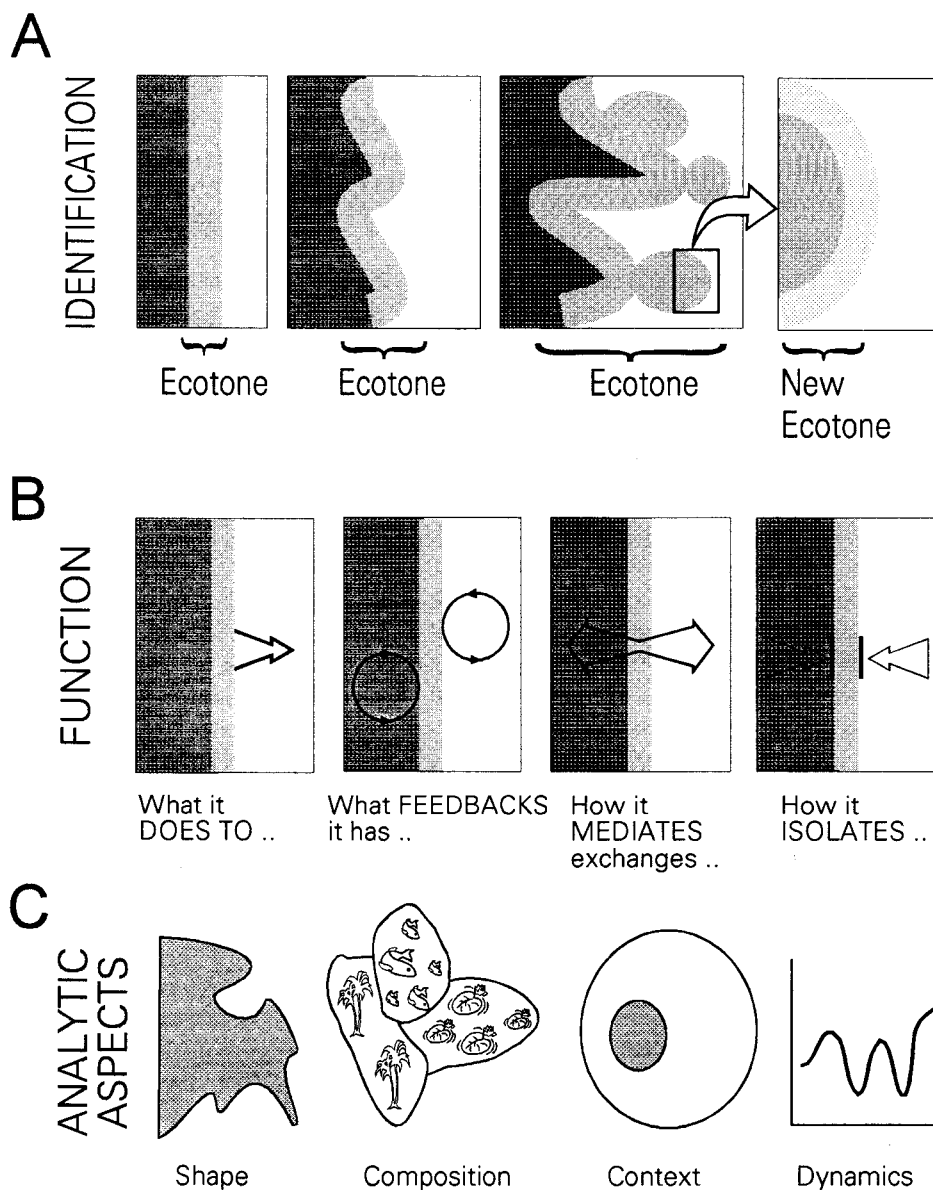 A
IDENTIFICATION
Ecotone
Ecotone
Ecotone
New
Ecotone
B
FUNCTION
What it
DOES TO ..
What FEEDBACKS
it has ..
How it
MEDIATES
exchanges ..
How it
ISOLATES ..
C
ANALYTIC
ASPECTS
Shape
Composition
Context
Dynamics